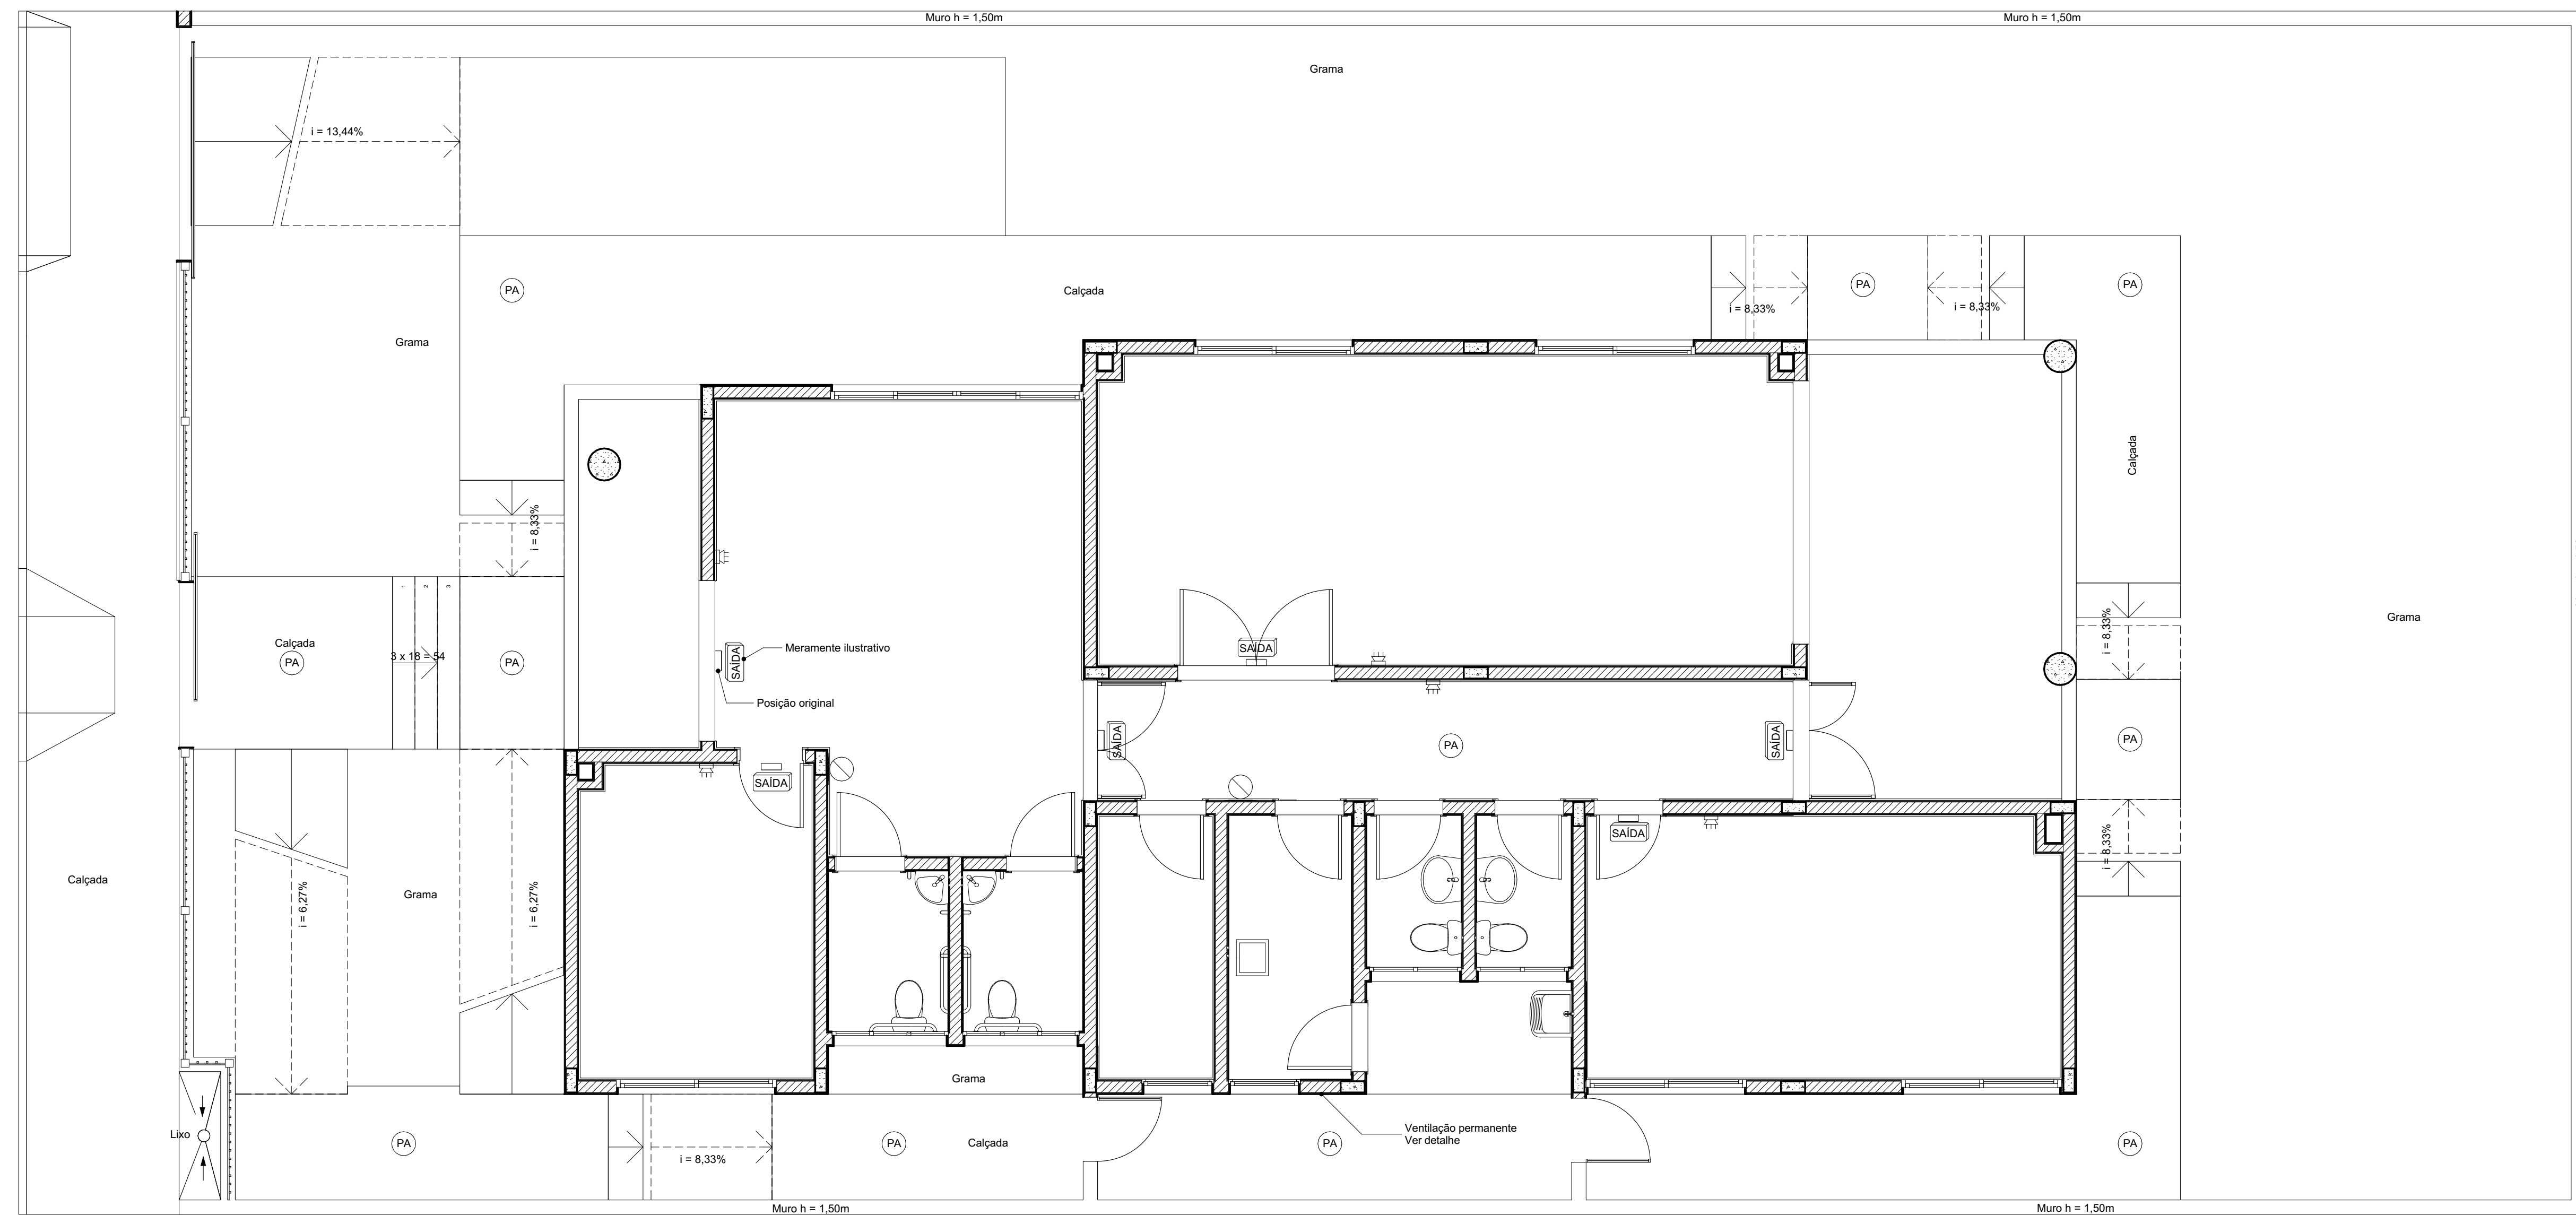 Muro h = 1,50m
Muro h = 1,50m
Grama
i = 13,44%
PA
Calçada
PA
PA
i = 8,33%
i = 8,33%
Grama
Calçada
i = 8,33%
1
2
3
i = 8,33%
Grama
Calçada
PA
3 x 18 = 54
PA
SAÍDA
Meramente ilustrativo
Posição original
SAÍDA
SAÍDA
PA
SAÍDA
PA
SAÍDA
SAÍDA
i = 8,33%
Calçada
i = 6,27%
Grama
i = 6,27%
Grama
Lixo
PA
i = 8,33%
PA
Calçada
PA
Ventilação permanente
Ver detalhe
PA
Muro h = 1,50m
Muro h = 1,50m